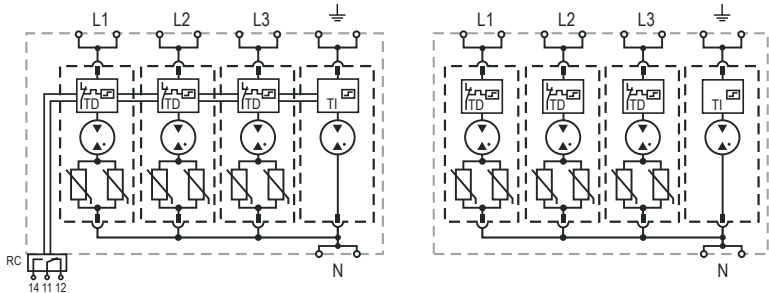 L1 L2 L3 L1 L2 L3
TD TD TD TI TD TD TD TI
RC N N
14 11 12